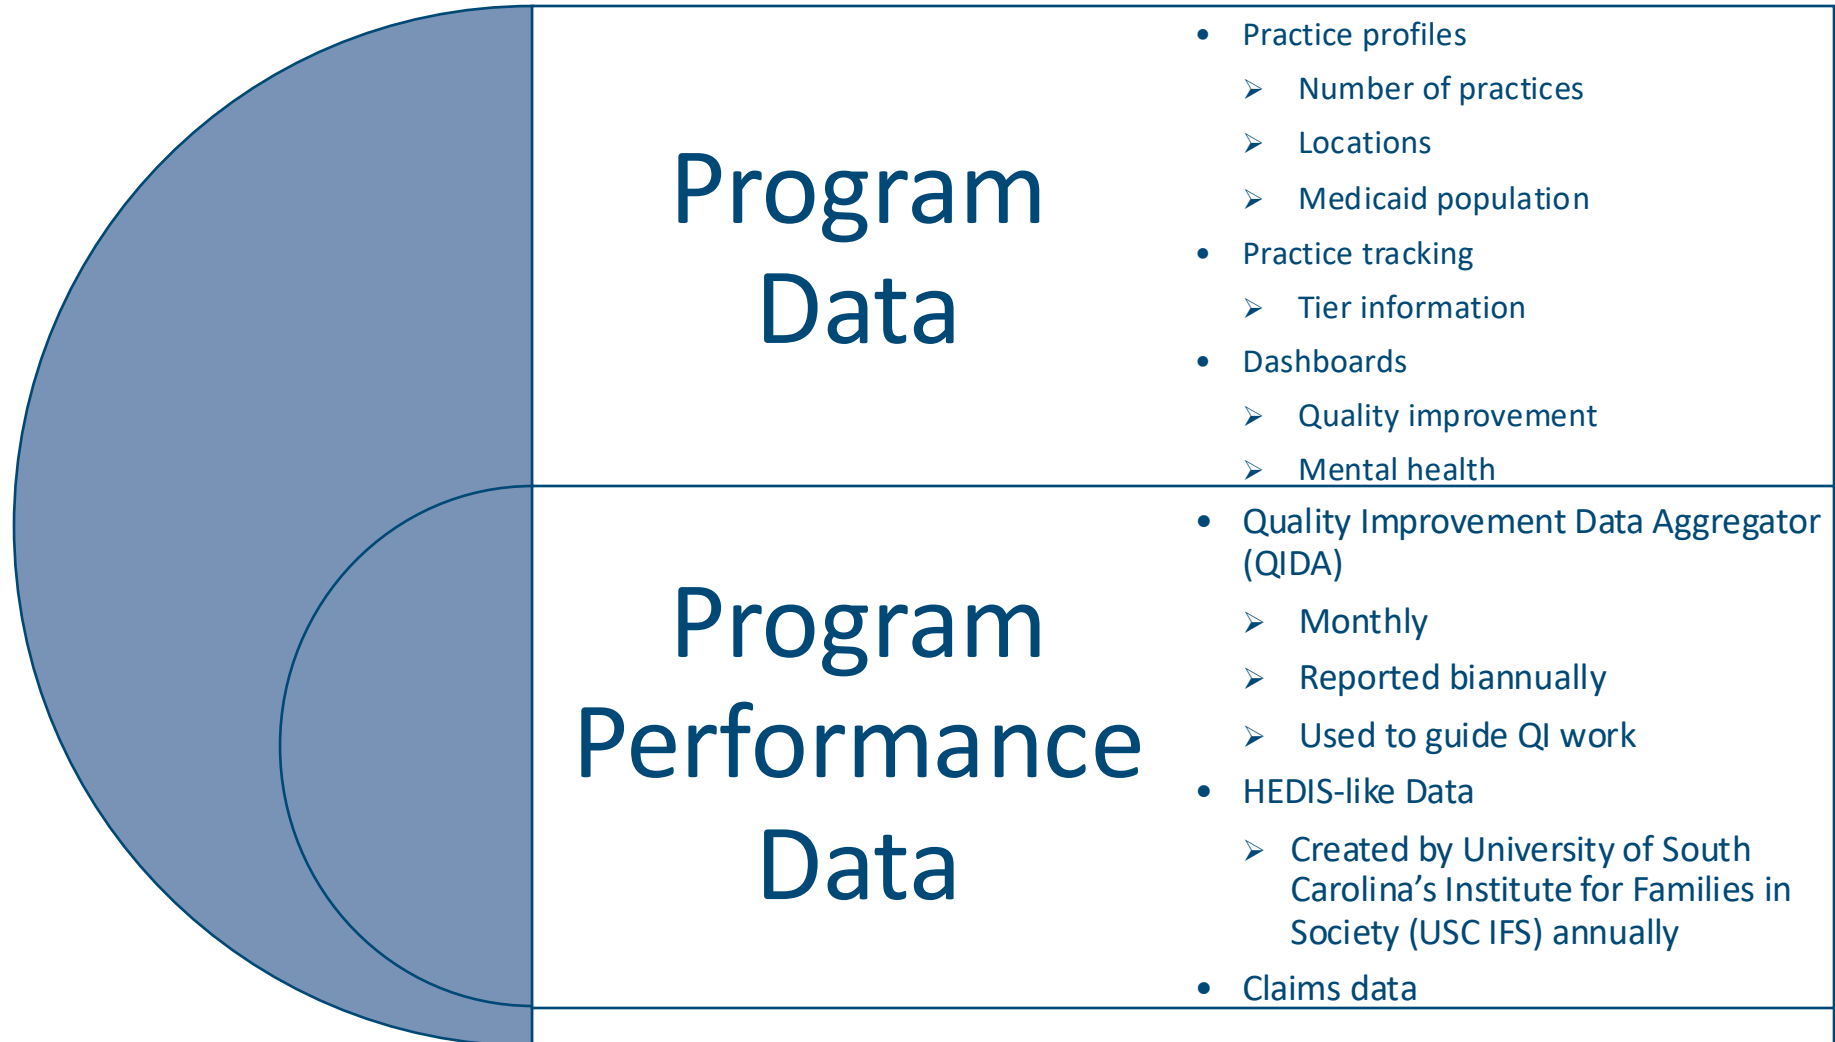 Program
Data
• Practice profiles
➢ Number of practices
➢ Locations
➢ Medicaid population
• Practice tracking
➢ Tier information
• Dashboards
➢ Quality improvement
➢ Mental health
Program
Performance
Data
• Quality Improvement Data Aggregator
(QIDA)
➢ Monthly
➢ Reported biannually
➢ Used to guide QI work
• HEDIS-like Data
➢ Created by University of South
Carolina’s Institute for Families in
Society (USC IFS) annually
• Claims data